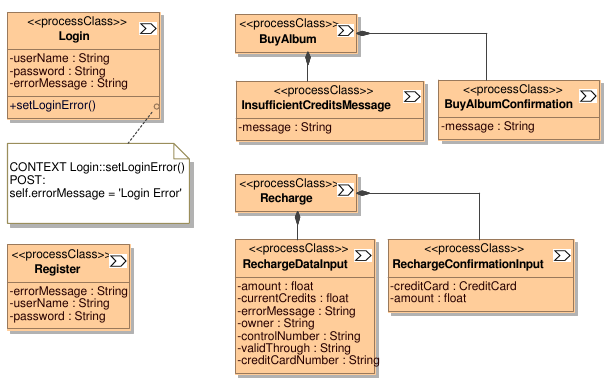 <<processClass>>
Login
-userName : String
-password : String
-errorMessage : String
+setLoginError()
CONTEXT Login::setLoginError()
POST:
self.errorMessage = 'Login Error'
<<processClass>>
Register
-errorMessage : String
-userName : String
-password : String
<<processClass>>
BuyAlbum
<<processClass>>
InsufficientCreditsMessage
-message : String
<<processClass>>
BuyAlbumConfirmation
-message : String
<<processClass>>
Recharge
<<processClass>>
RechargeDataInput
-amount : float
-currentCredits : float
-errorMessage : String
-owner : String
-controlNumber : String
-validThrough : String
-creditCardNumber : String
<<processClass>>
RechargeConfirmationInput
-creditCard : CreditCard
-amount : float